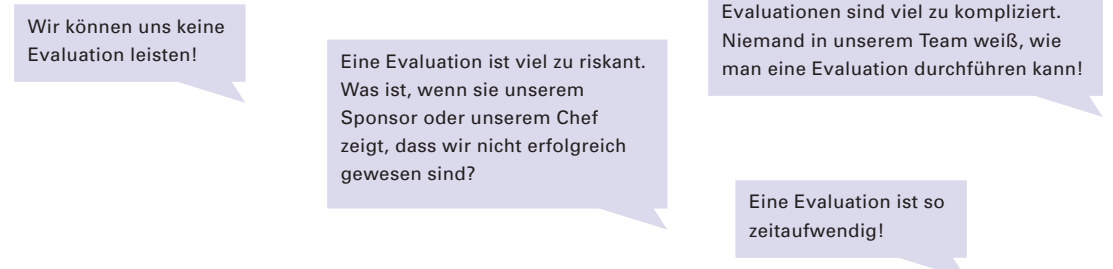 Wir können uns keine
Evaluation leisten!
Eine Evaluation ist viel zu riskant.
Was ist, wenn sie unserem
Sponsor oder unserem Chef
zeigt, dass wir nicht erfolgreich
gewesen sind?
Evaluationen sind viel zu kompliziert.
Niemand in unserem Team weiß, wie
man eine Evaluation durchführen kann!
Eine Evaluation ist so
zeitaufwendig!